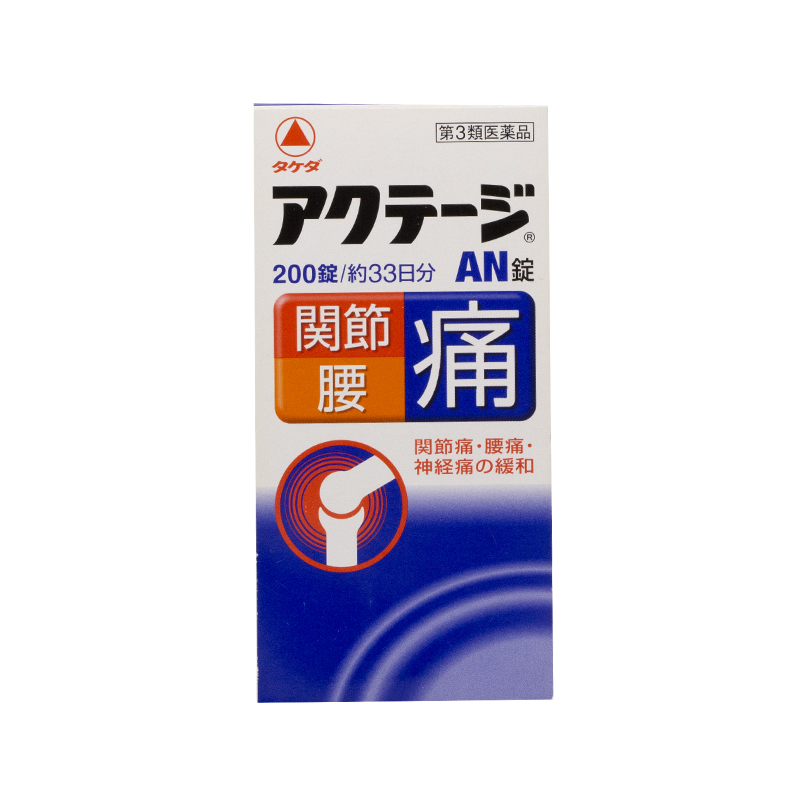 第3類医薬品
タケダ
アクテージ®
200錠/約33日分 AN錠
関節
腰
痛
関節痛・腰痛・
神経痛の緩和